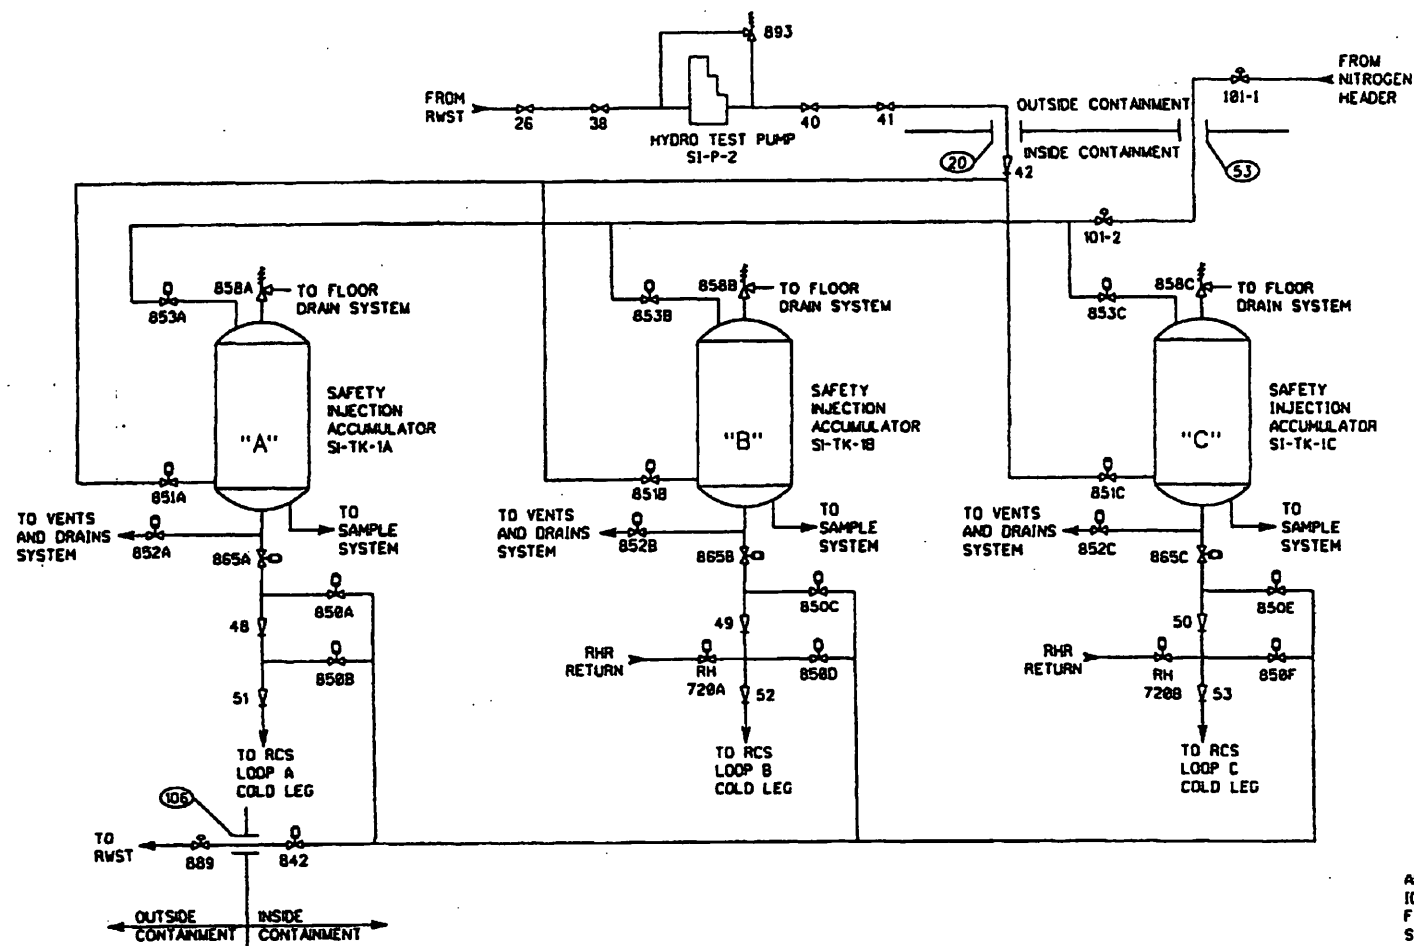 893
FROM
NITROGEN
HEADER
101-1
FROM
RWST
26
38
40
41
HYDRO TEST PUMP
SI-P-2
OUTSIDE CONTAINMENT
INSIDE CONTAINMENT
20
42
53
101-2
858A
TO FLOOR
DRAIN SYSTEM
853A
858B
TO FLOOR
DRAIN SYSTEM
853B
858C
TO FLOOR
DRAIN SYSTEM
853C
SAFETY
INJECTION
ACCUMULATOR
SI-TK-1A
"A"
SAFETY
INJECTION
ACCUMULATOR
SI-TK-1B
"B"
SAFETY
INJECTION
ACCUMULATOR
SI-TK-1C
"C"
851A
851B
851C
TO VENTS
AND DRAINS
SYSTEM
852A
865A
TO
SAMPLE
SYSTEM
TO VENTS
AND DRAINS
SYSTEM
852B
865B
TO
SAMPLE
SYSTEM
TO VENTS
AND DRAINS
SYSTEM
852C
865C
TO
SAMPLE
SYSTEM
850A
850C
850E
48
49
50
850B
RHR
RETURN
RH
720A
850D
RHR
RETURN
RH
720B
850F
51
52
53
TO RCS
LOOP A
COLD LEG
TO RCS
LOOP B
COLD LEG
TO RCS
LOOP C
COLD LEG
106
TO
RWST
889
842
OUTSIDE
CONTAINMENT
INSIDE
CONTAINMENT
A
F
S